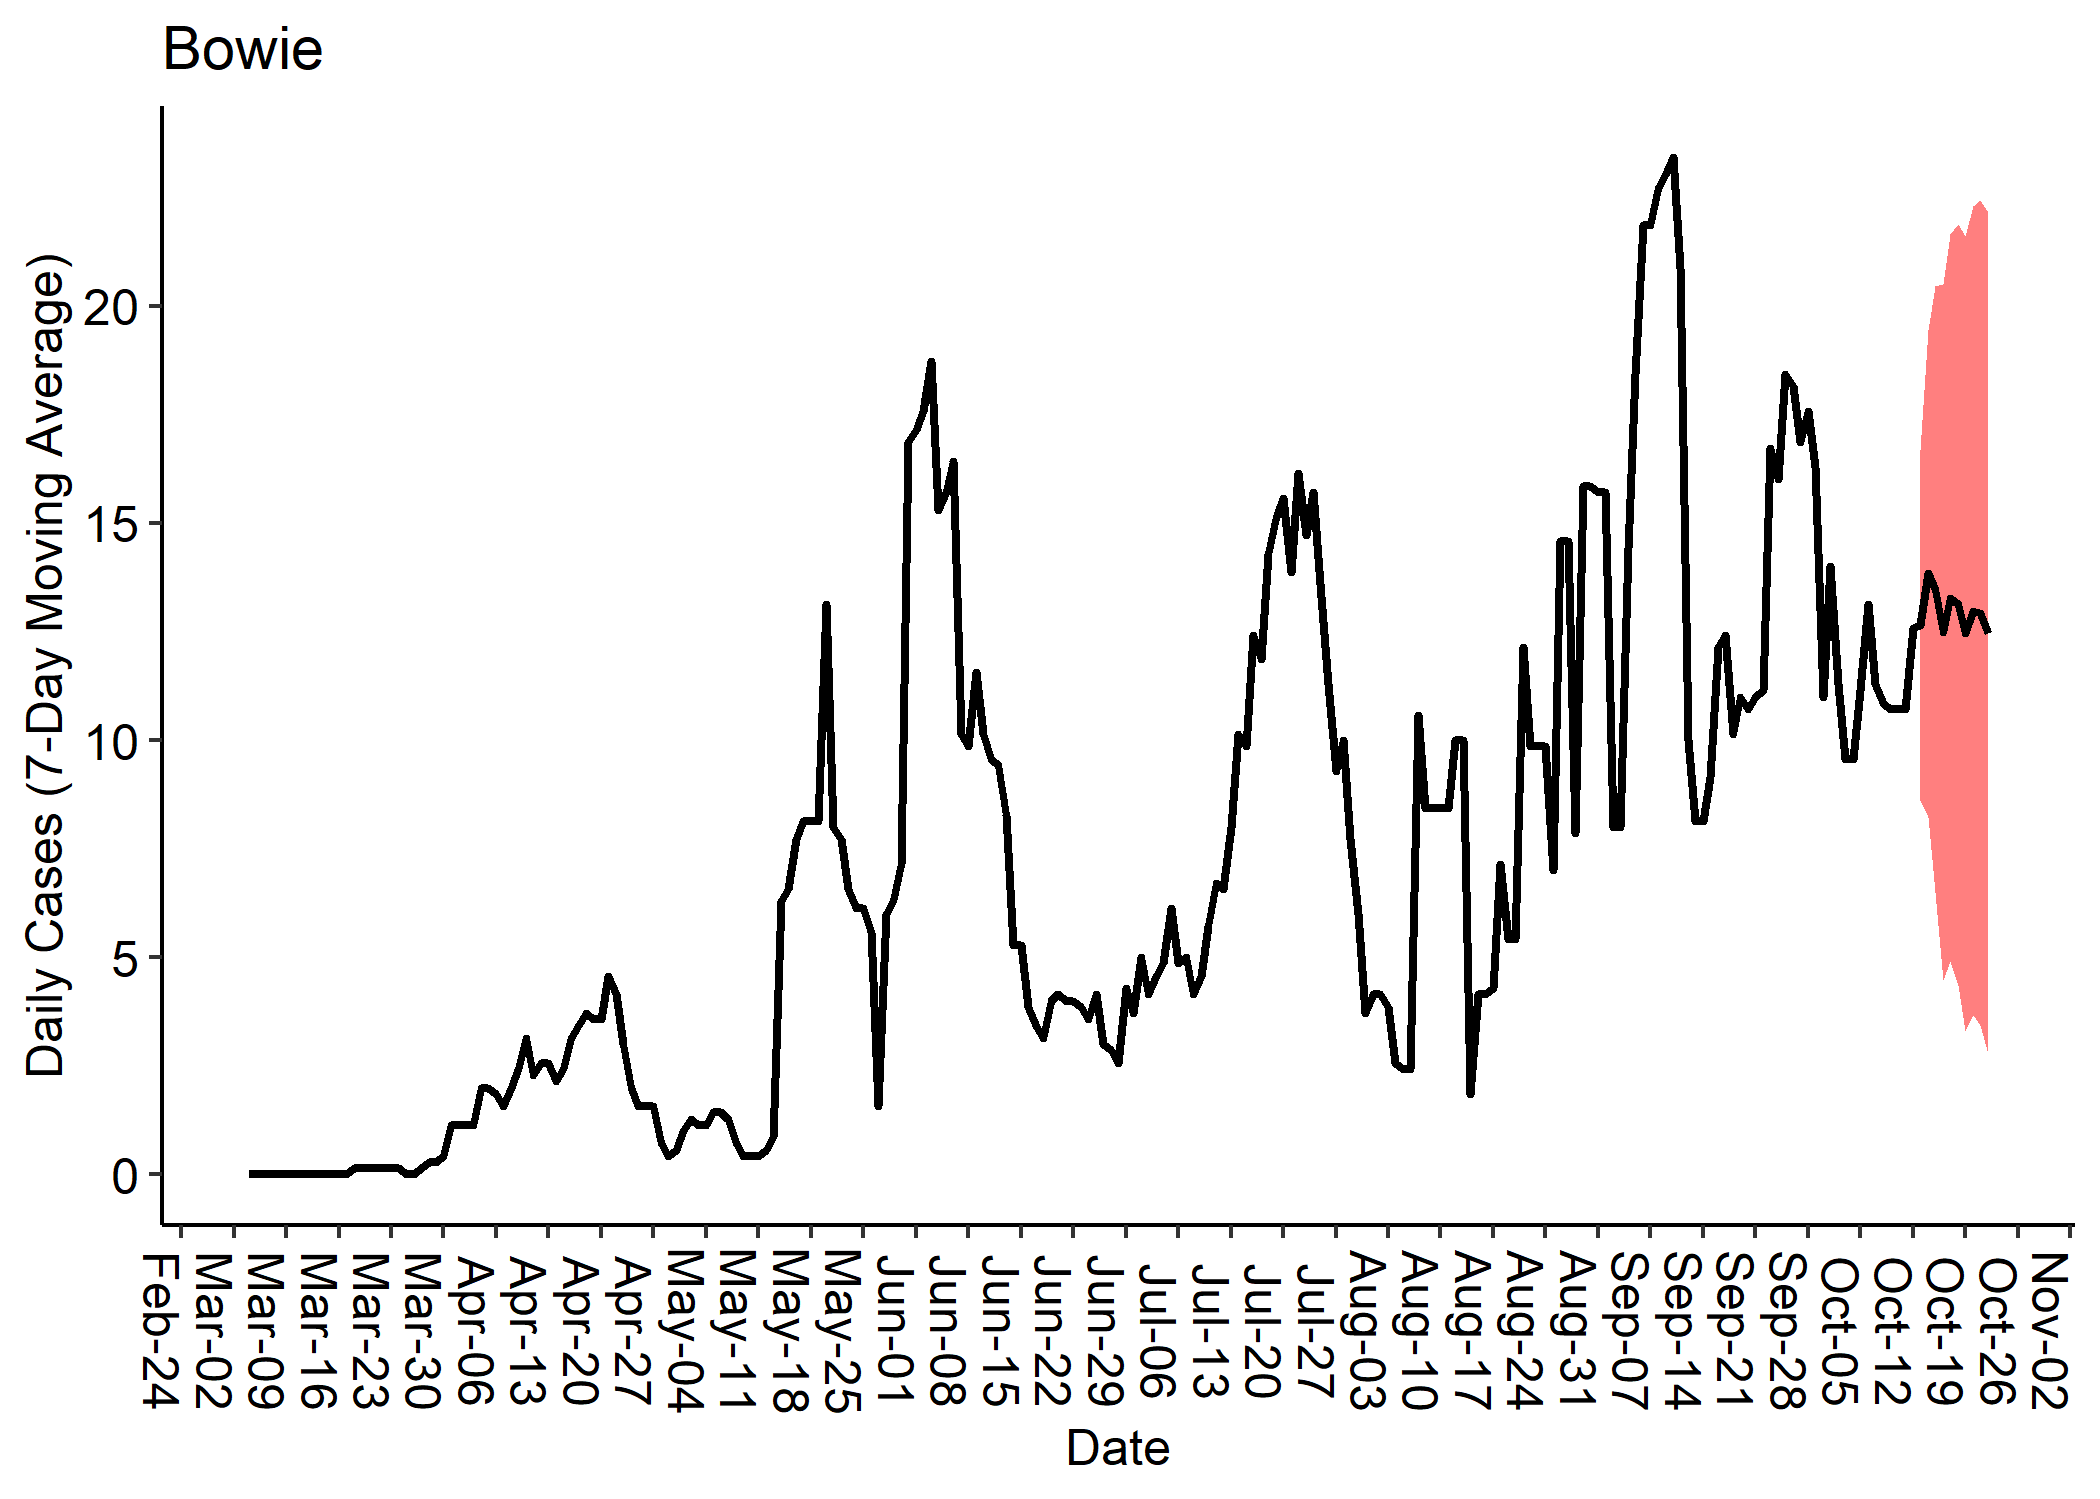 Bowie
Daily Cases (7-Day Moving Average)
20
15
10
5
0
Feb-24
Mar-02
Mar-09
Mar-16
Mar-23
Mar-30
Apr-06
Apr-13
Apr-20
Apr-27
May-04
May-11
May-18
May-25
Jun-01
Jun-08
Jun-15
Jun-22
Jun-29
Jul-06
Jul-13
Jul-20
Jul-27
Aug-03
Aug-10
Aug-17
Aug-24
Aug-31
Sep-07
Sep-14
Sep-21
Sep-28
Oct-05
Oct-12
Oct-19
Oct-26
Nov-02
Date